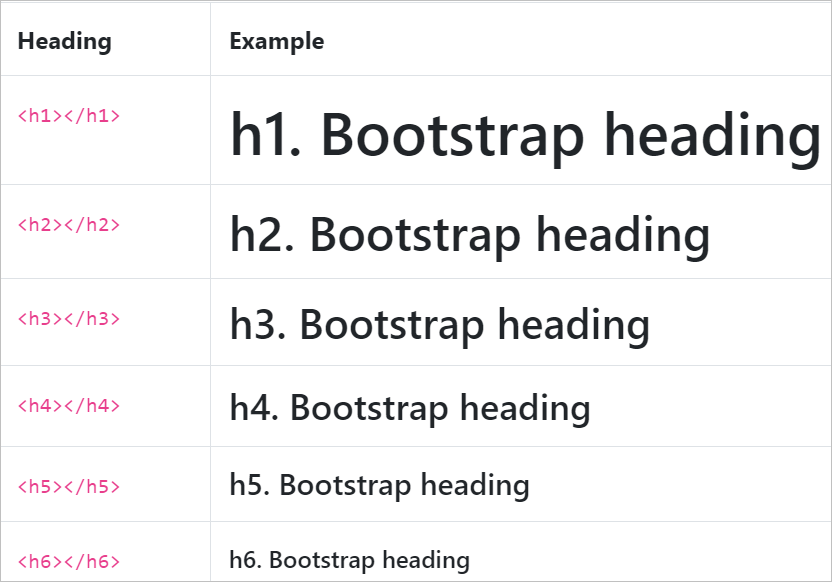 Heading Example
<h1></h1> h1. Bootstrap heading
<h2></h2> h2. Bootstrap heading
<h3></h3> h3. Bootstrap heading
<h4></h4> h4. Bootstrap heading
<h5></h5> h5. Bootstrap heading
<h6></h6> h6. Bootstrap heading